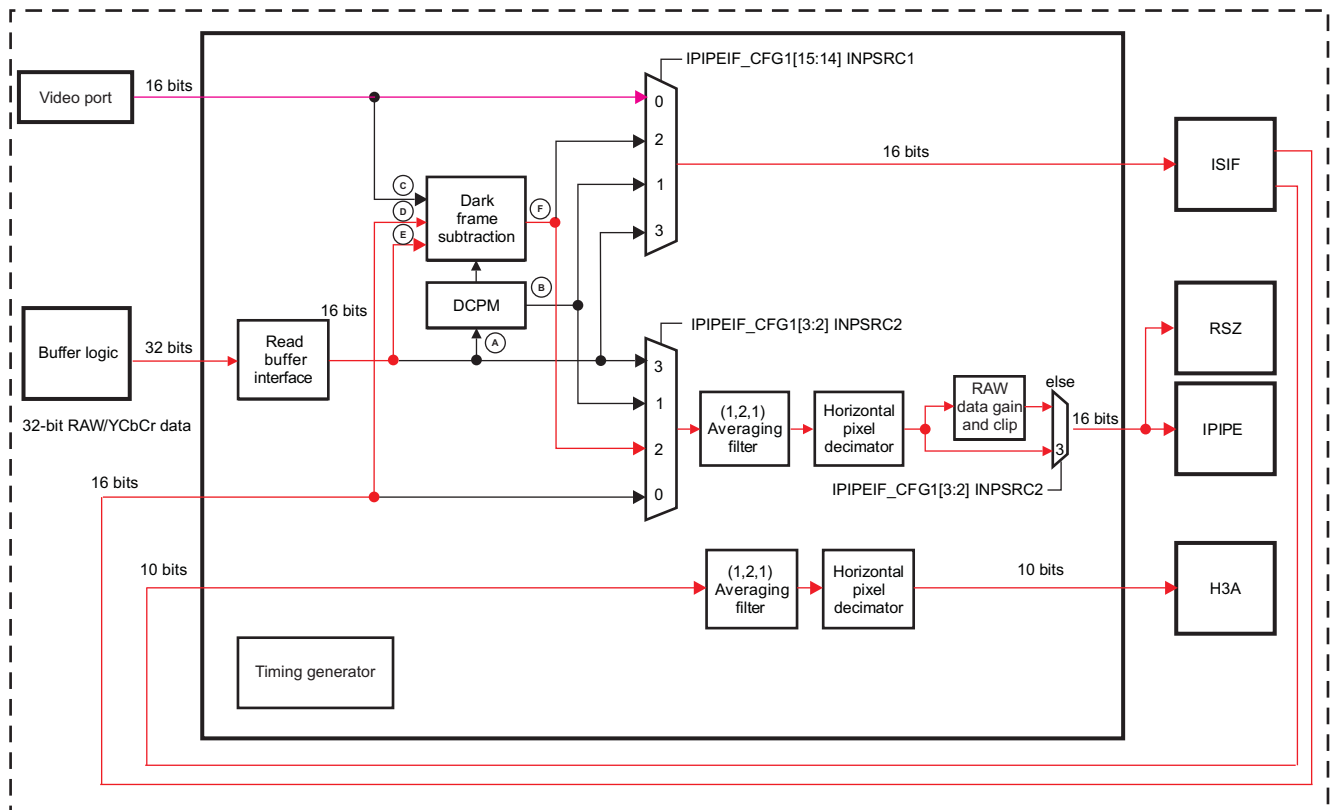 IPIPEIF_CFG1[15:14] INPSRC1
Video port
16 bits
0
2
1
3
16 bits
ISIF
C
D
E
Dark
frame
subtraction
F
DCPM
B
A
16 bits
Buffer logic
32 bits
Read
buffer
interface
32-bit RAW/YCbCr data
IPIPEIF_CFG1[3:2] INPSRC2
3
1
2
0
(1,2,1)
Averaging
filter
Horizontal
pixel
decimator
RAW
data gain
and clip
else
3
16 bits
IPIPEIF_CFG1[3:2] INPSRC2
RSZ
IPIPE
16 bits
10 bits
(1,2,1)
Averaging
filter
Horizontal
pixel
decimator
10 bits
H3A
Timing generator